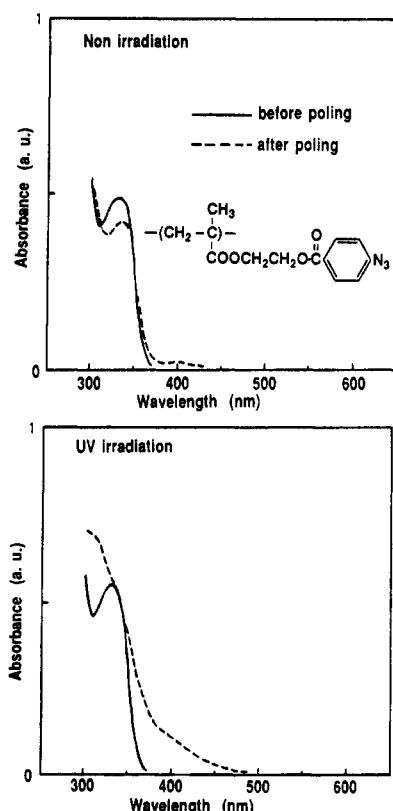 1
Non irradiation
before poling
after poling
CH₃
—(CH₂ —C)—
COOCH₂CH₂OC
O
N₃
Absorbance (a. u.)
0
300 400 500 600
Wavelength (nm)
1
UV irradiation
Absorbance (a. u.)
0
300 400 500 600
Wavelength (nm)